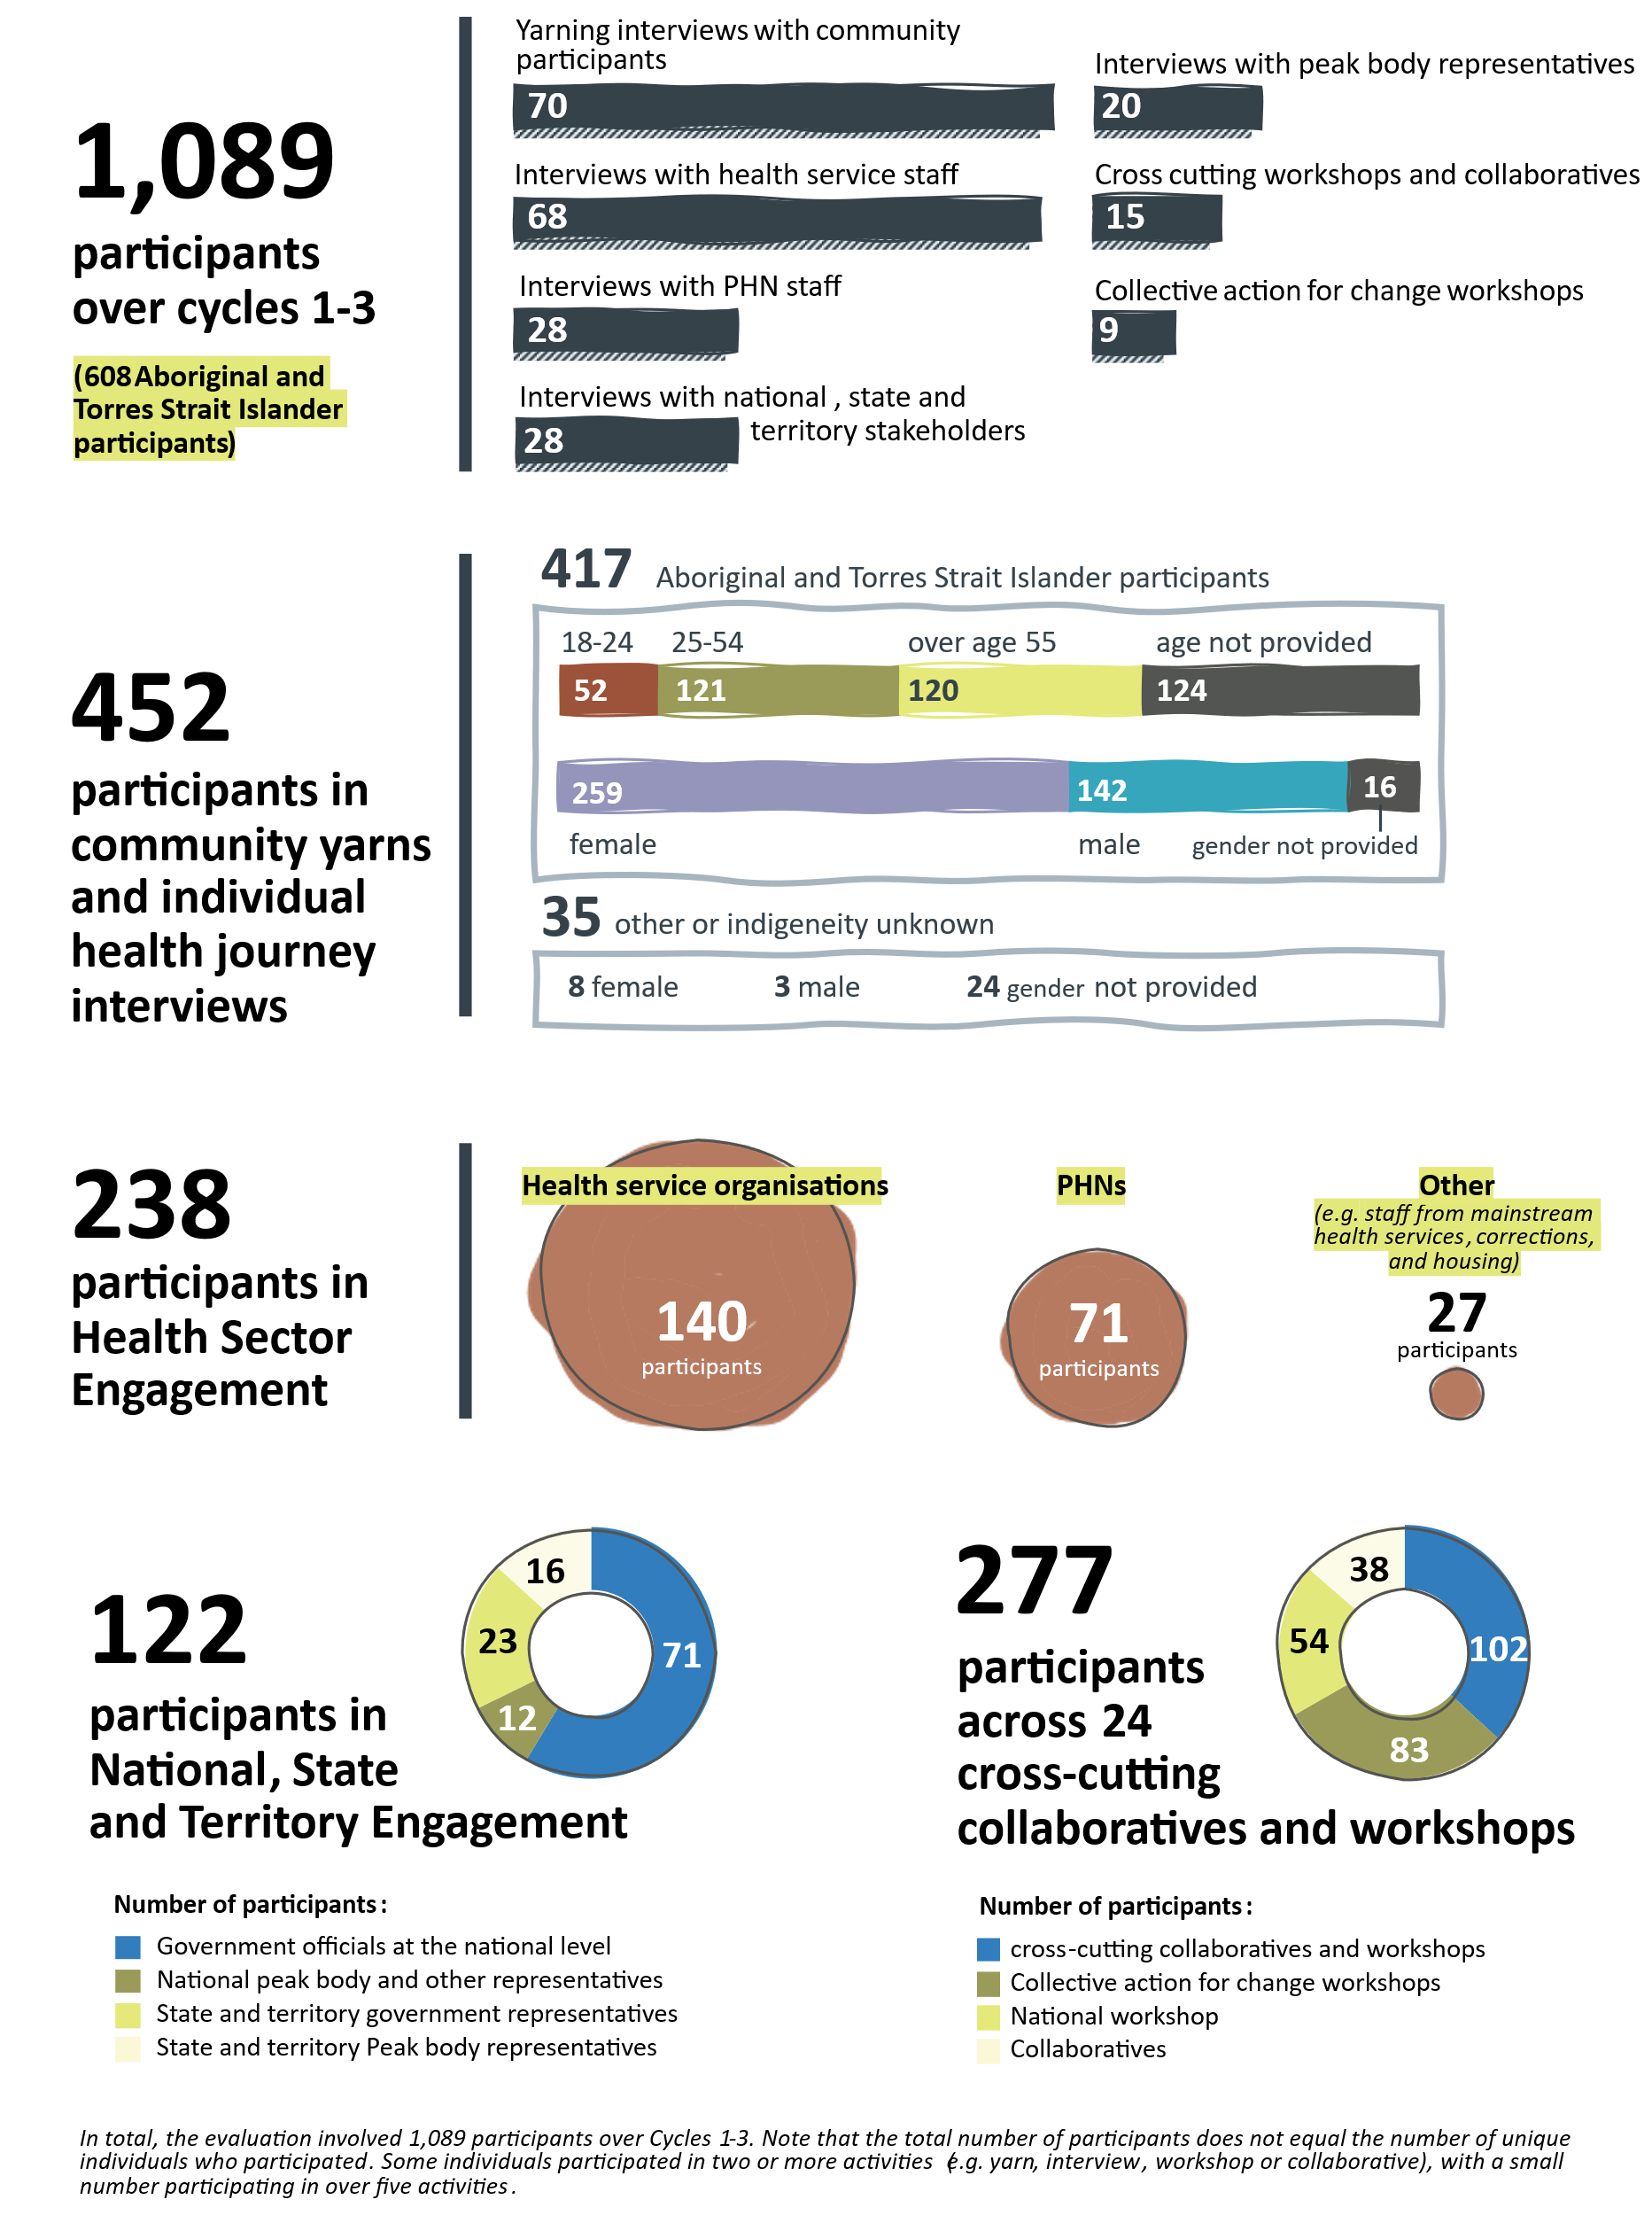 1,089
participants
over cycles 1-3
(608 Aboriginal and
Torres Strait Islander
participants)
Yarning interviews with community
participants
70
Interviews with health service staff
68
Interviews with PHN staff
28
Interviews with national , state and
territory stakeholders
28
Interviews with peak body representatives
20
Cross cutting workshops and collaboratives
15
Collective action for change workshops
9
452
participants in
community yarns
and individual
health journey
interviews
417 Aboriginal and Torres Strait Islander participants
18-24 25-54 over age 55 age not provided
52 121 120 124
259 142 16
female male gender not provided
35 other or indigeneity unknown
8 female 3 male 24 gender not provided
238
participants in
Health Sector
Engagement
Health service organisations
140
participants
PHNs
71
participants
Other
(e.g. staff from mainstream
health services, corrections,
and housing)
27
participants
122
participants in
National, State
and Territory Engagement
16
71
23
12
Number of participants :
Government officials at the national level
National peak body and other representatives
State and territory government representatives
State and territory Peak body representatives
277
participants
across 24
cross-cutting
collaboratives and workshops
38
102
54
83
Number of participants :
cross-cutting collaboratives and workshops
Collective action for change workshops
National workshop
Collaboratives
In total, the evaluation involved 1,089 participants over Cycles 1-3. Note that the total number of participants does not equal the number of unique
individuals who participated. Some individuals participated in two or more activities (e.g. yarn, interview, workshop or collaborative), with a small
number participating in over five activities .